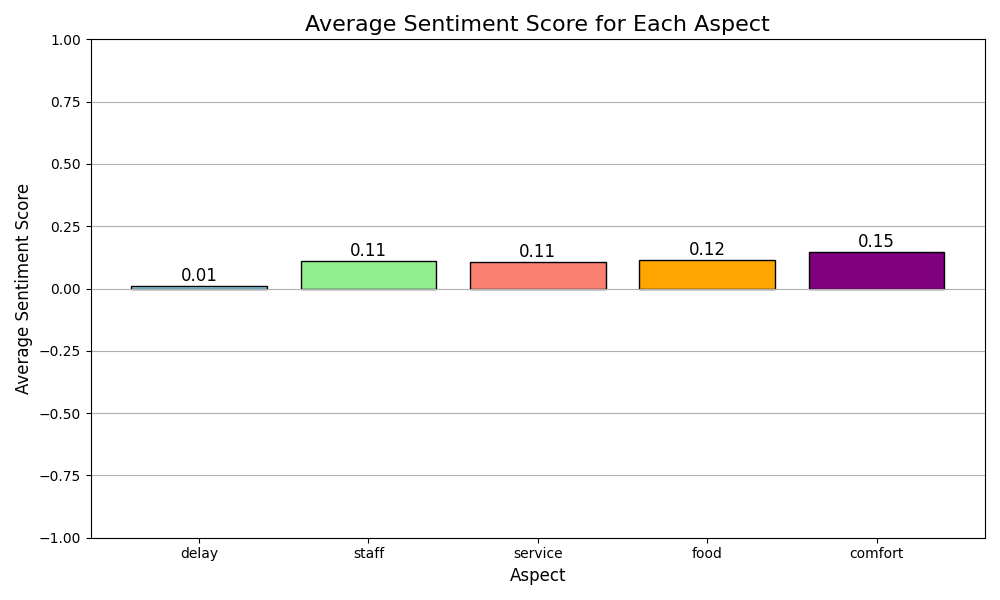 Average Sentiment Score for Each Aspect
1.00
0.75
0.50
0.25
0.00
−0.25
−0.50
−0.75
−1.00
Average Sentiment Score
0.01
0.11
0.11
0.12
0.15
delay
staff
service
food
comfort
Aspect